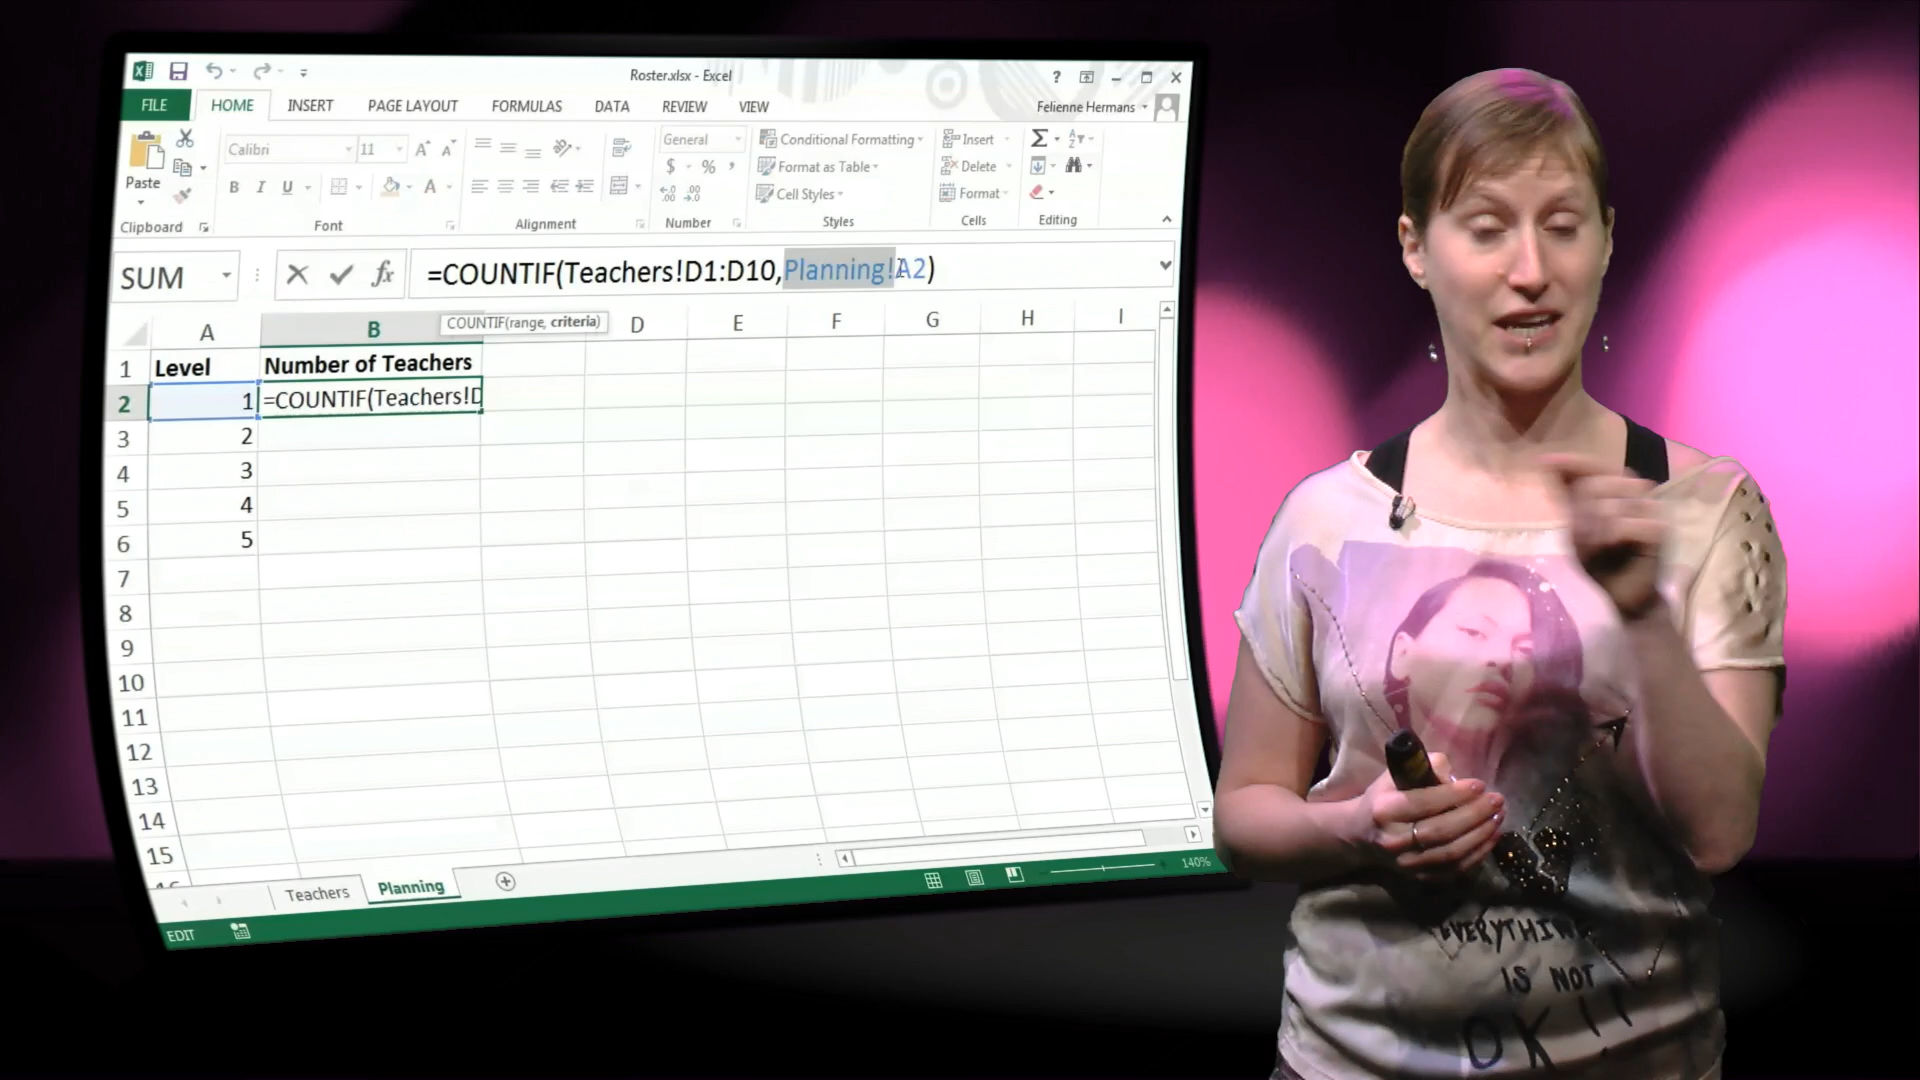 Roster.xlsx - Excel
?
FILE HOME INSERT PAGE LAYOUT FORMULAS DATA REVIEW VIEW
Felienne Hermans
Paste
Calibri 11
A A
B I U A
General
$ % ,
Conditional Formatting
Format as Table
Cell Styles
Insert
Delete
Format
Clipboard Font Alignment Number Styles Cells Editing
SUM fx =COUNTIF(Teachers!D1:D10,Planning!A2)
COUNTIF(range, criteria)
A B D E F G H I
1 Level Number of Teachers
2 1 =COUNTIF(Teachers!D
3 2
4 3
5 4
6 5
7
8
9
10
11
12
13
14
15
Teachers Planning
EDIT 140%
EVERYTHING
IS NOT
OK!!